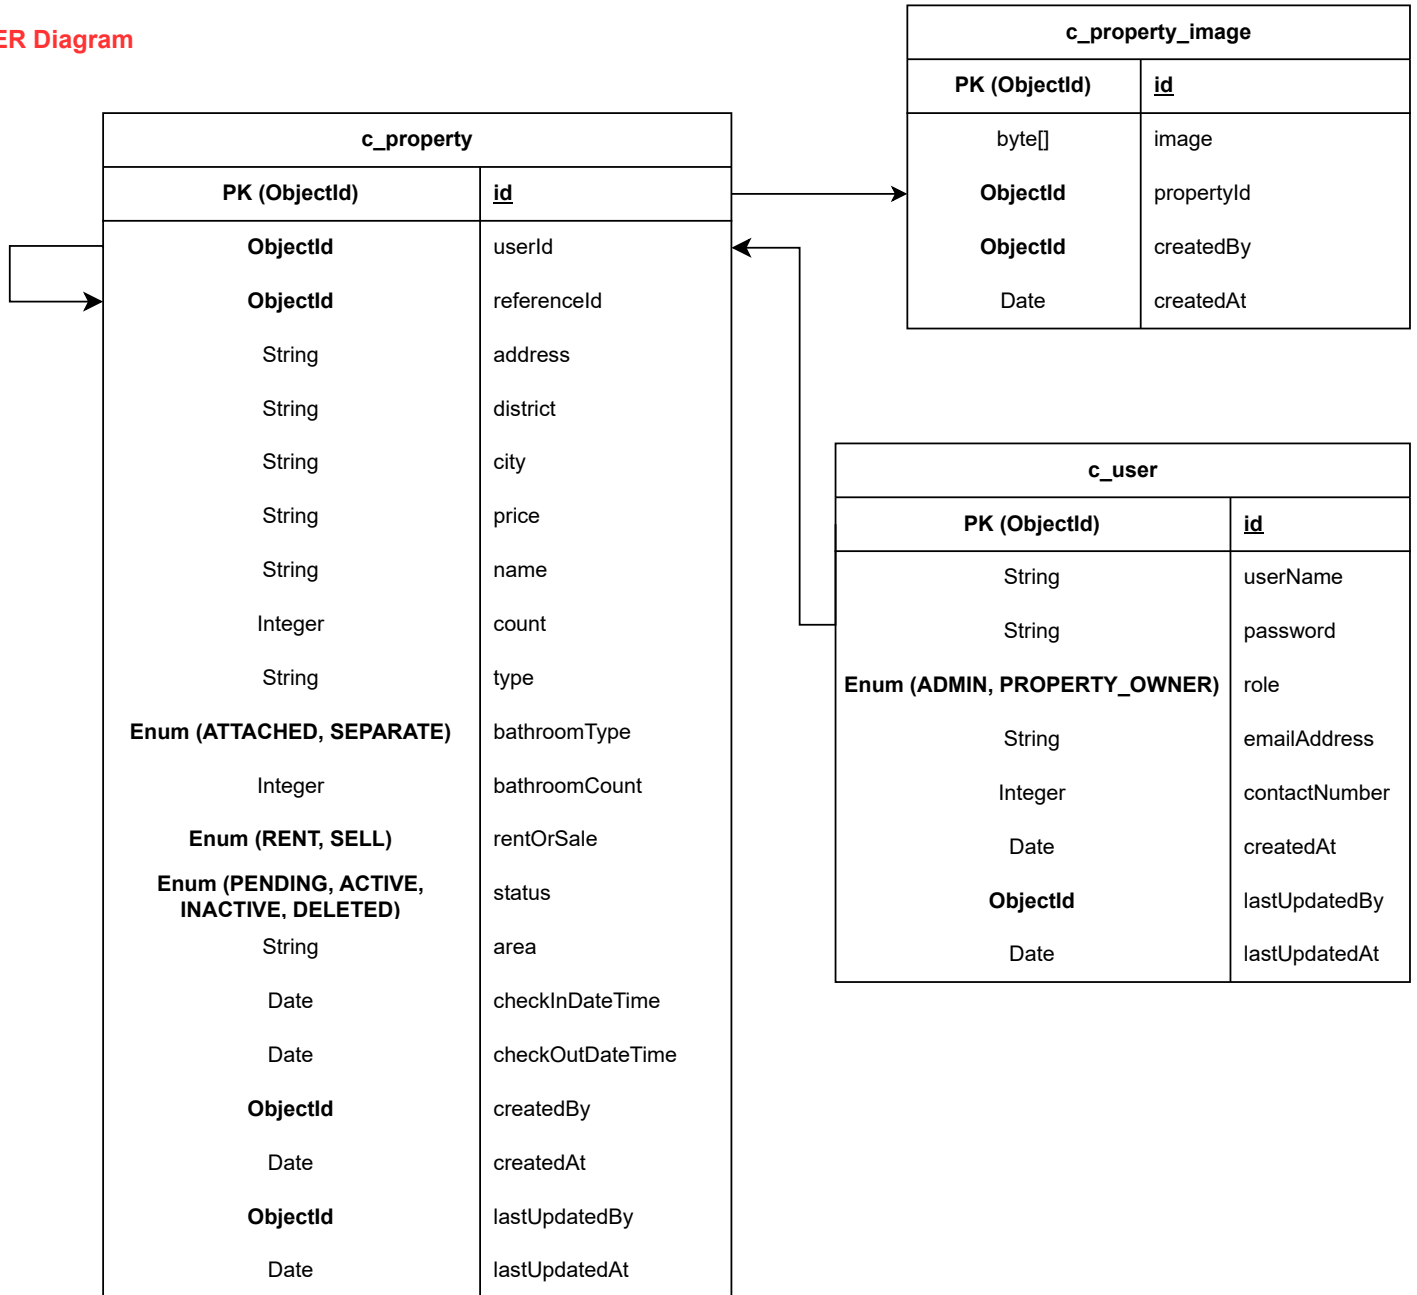 ER Diagram
c_property_image
PK (ObjectId) id
byte[] image
ObjectId propertyId
ObjectId createdBy
Date createdAt
c_property
PK (ObjectId) id
ObjectId userId
ObjectId referenceId
String address
String district
String city
String price
String name
Integer count
String type
Enum (ATTACHED, SEPARATE) bathroomType
Integer bathroomCount
Enum (RENT, SELL) rentOrSale
Enum (PENDING, ACTIVE,
INACTIVE, DELETED) status
String area
Date checkInDateTime
Date checkOutDateTime
ObjectId createdBy
Date createdAt
ObjectId lastUpdatedBy
Date lastUpdatedAt
c_user
PK (ObjectId) id
String userName
String password
Enum (ADMIN, PROPERTY_OWNER) role
String emailAddress
Integer contactNumber
Date createdAt
ObjectId lastUpdatedBy
Date lastUpdatedAt